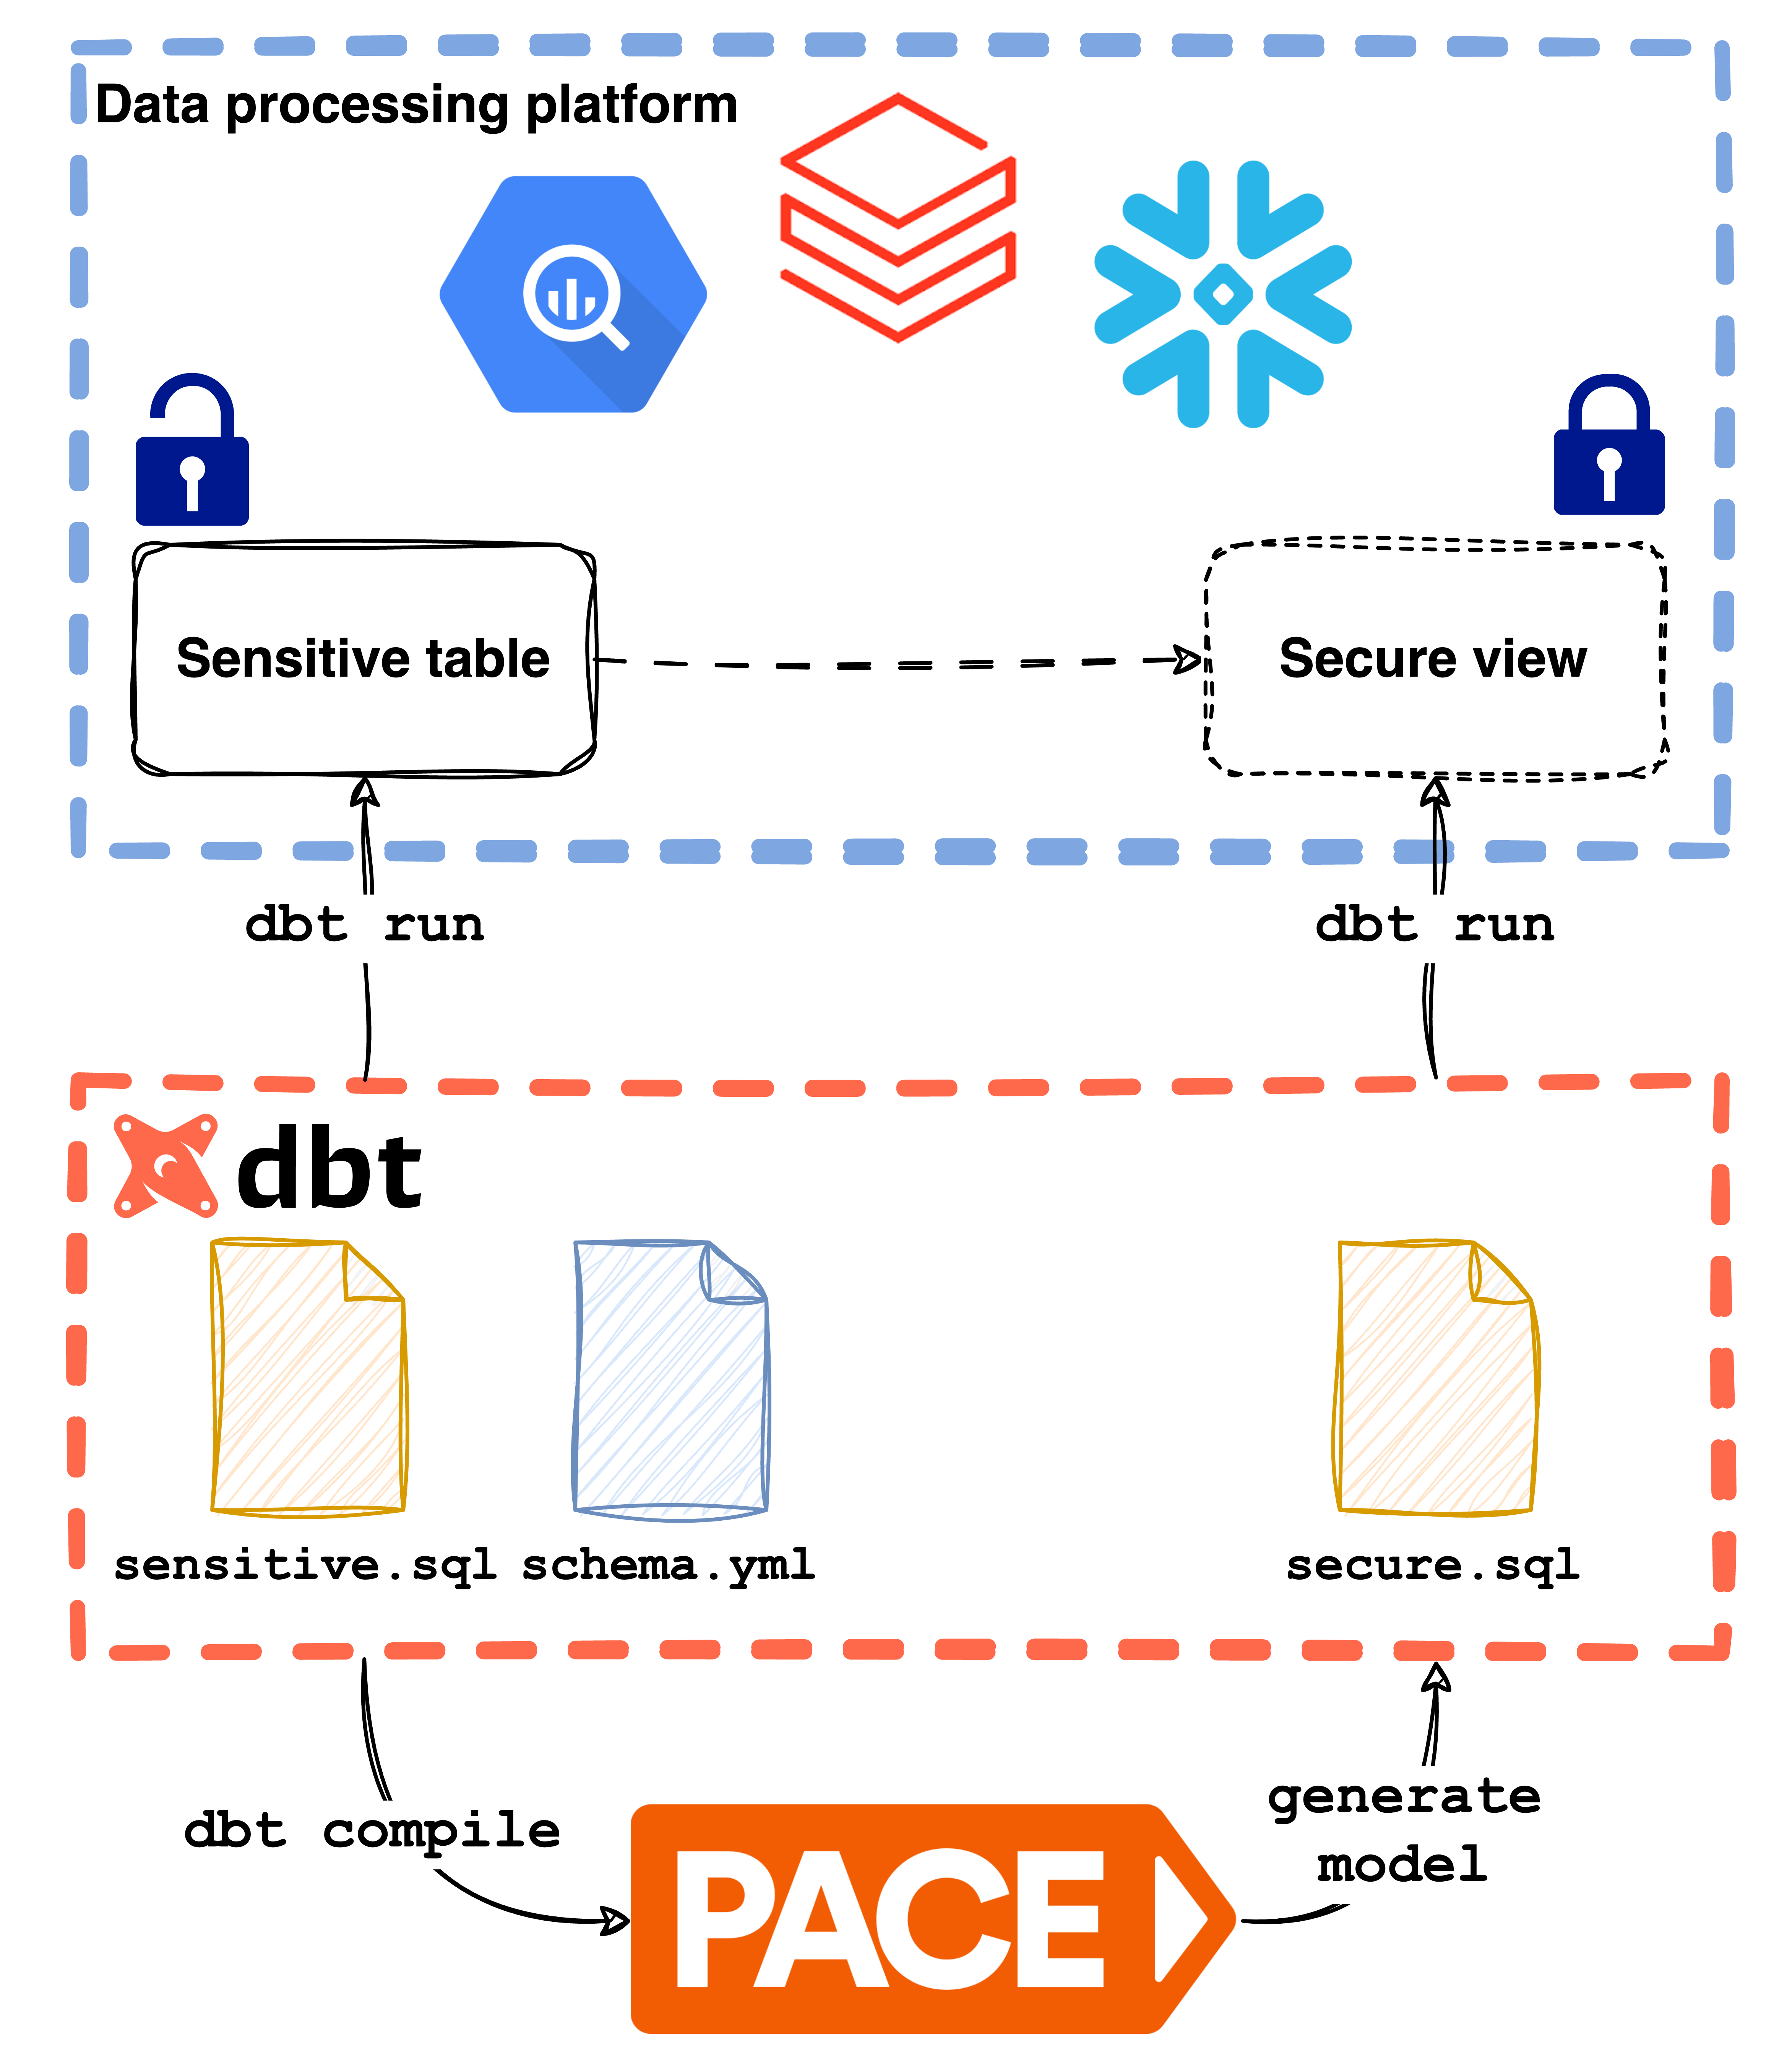 Data processing platform
Sensitive table
Secure view
dbt run
dbt run
dbt
sensitive.sql
schema.yml
secure.sql
dbt compile
generate
model
PACE